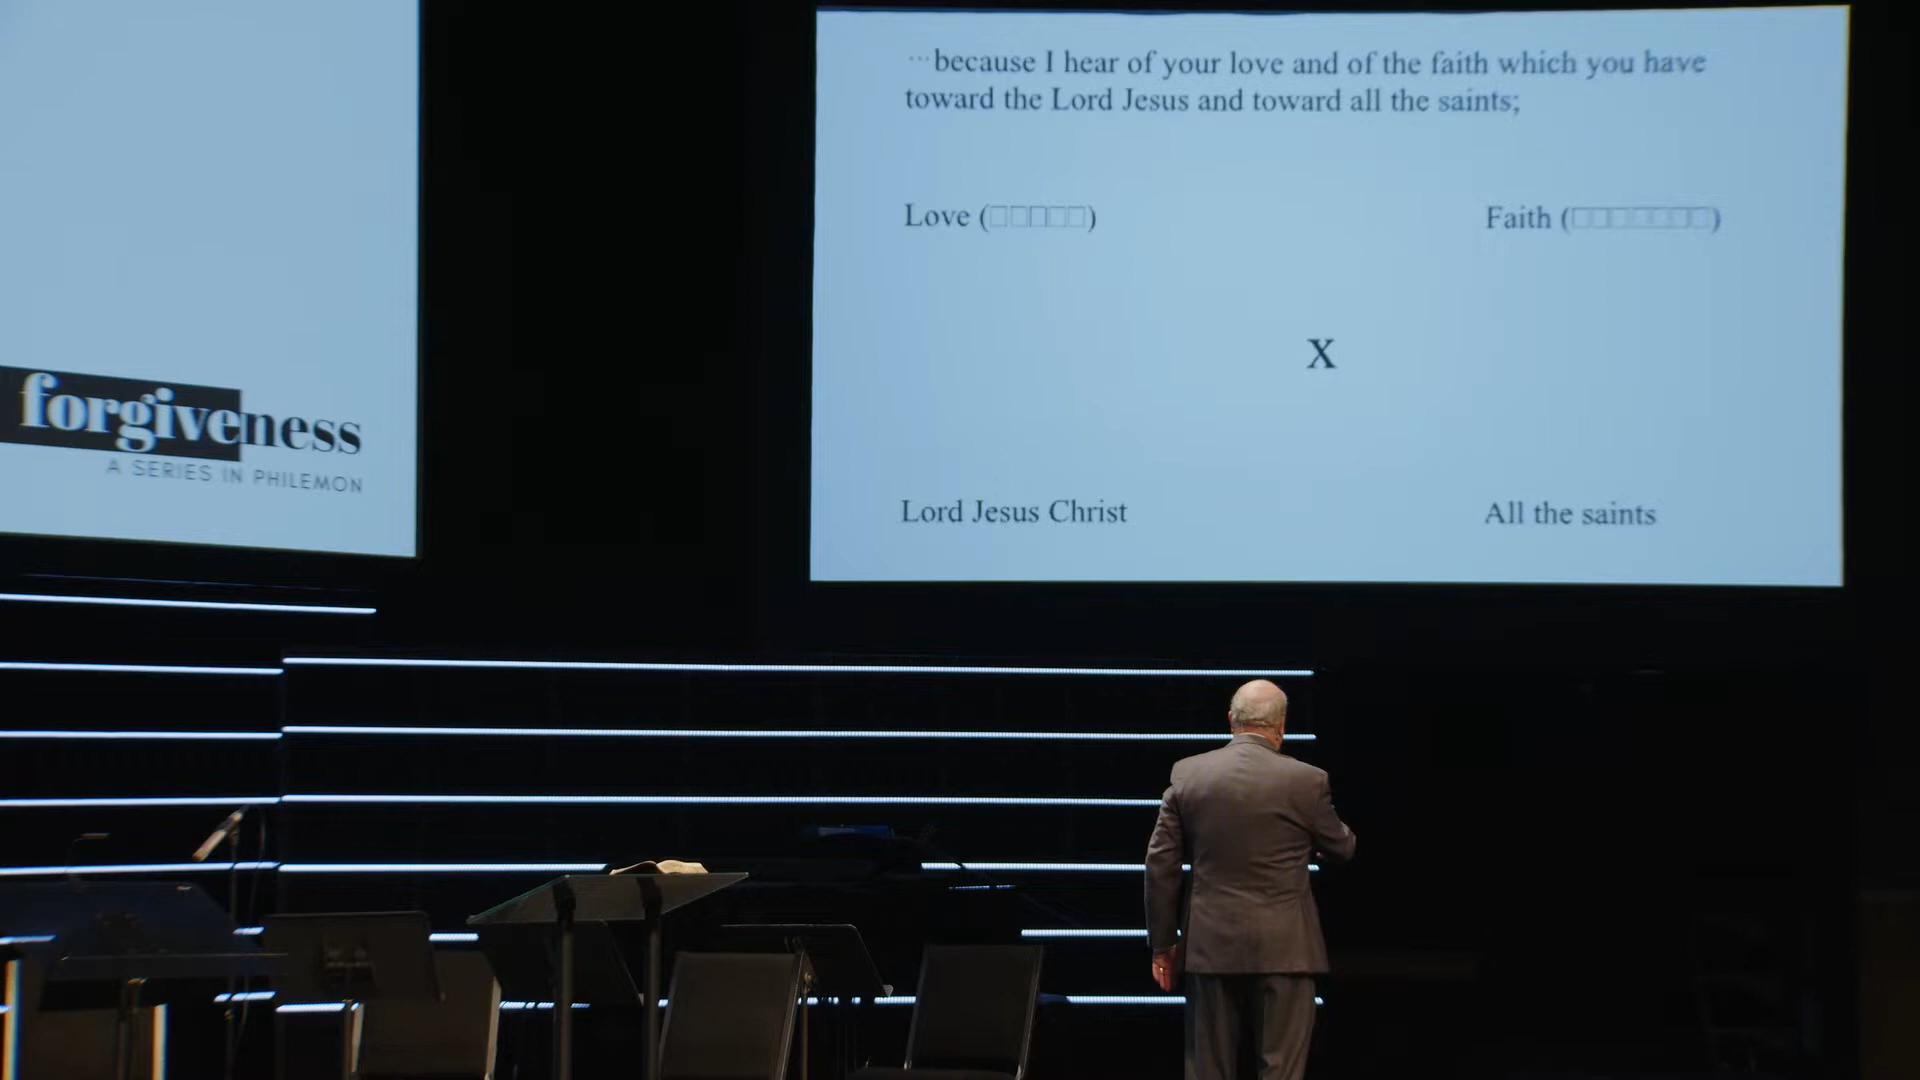 ···because I hear of your love and of the faith which you have
toward the Lord Jesus and toward all the saints;
Love (□□□□□)
Faith (□□□□□□□)
X
Lord Jesus Christ
All the saints
forgiveness
A SERIES IN PHILEMON